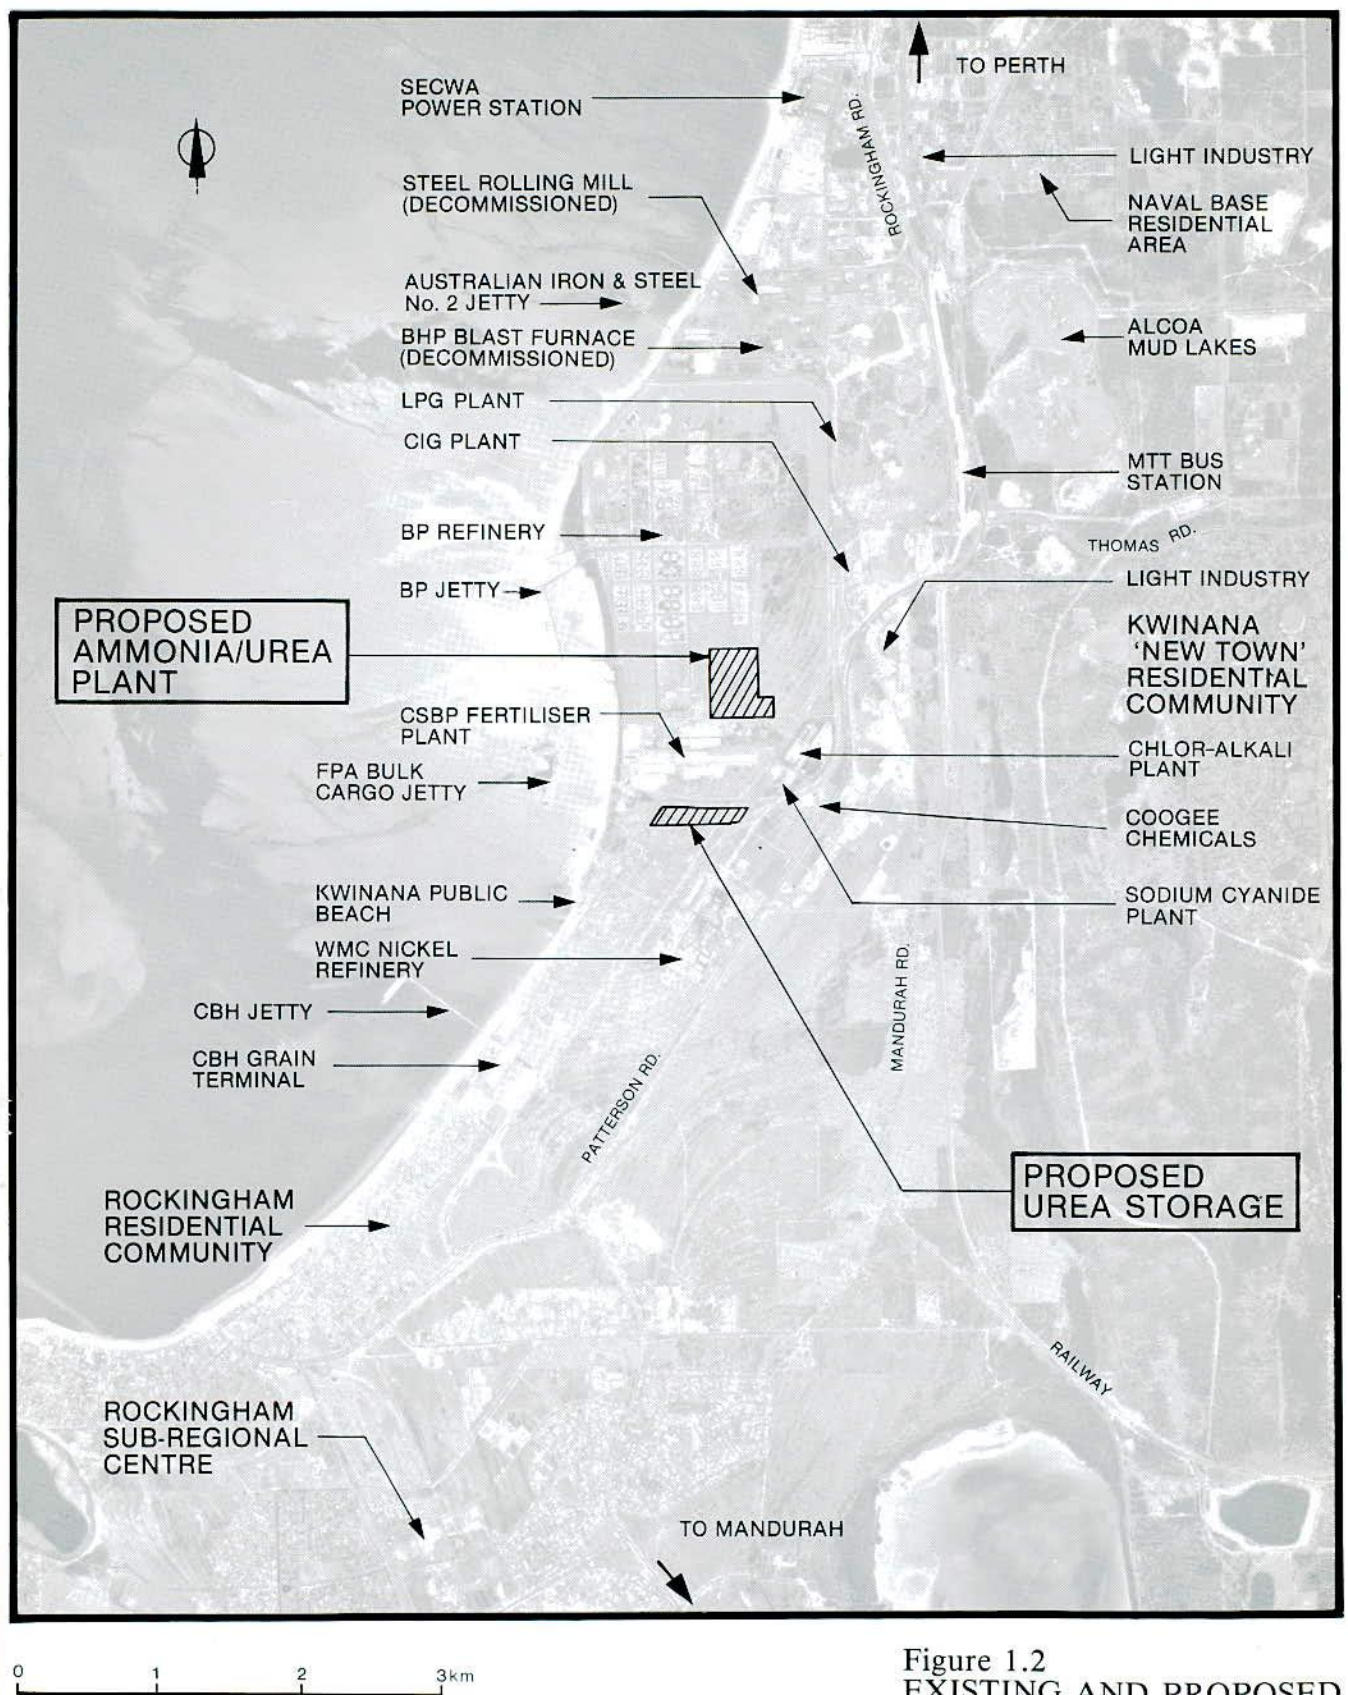 TO PERTH
SECWA
POWER STATION
ROCKINGHAM RD.
LIGHT INDUSTRY
STEEL ROLLING MILL
(DECOMMISSIONED)
NAVAL BASE
RESIDENTIAL
AREA
AUSTRALIAN IRON & STEEL
No. 2 JETTY
BHP BLAST FURNACE
(DECOMMISSIONED)
ALCOA
MUD LAKES
LPG PLANT
CIG PLANT
MTT BUS
STATION
BP REFINERY
THOMAS RD.
BP JETTY
LIGHT INDUSTRY
PROPOSED
AMMONIA/UREA
PLANT
KWINANA
'NEW TOWN'
RESIDENTIAL
COMMUNITY
CSBP FERTILISER
PLANT
CHLOR-ALKALI
PLANT
FPA BULK
CARGO JETTY
COOGEE
CHEMICALS
KWINANA PUBLIC
BEACH
SODIUM CYANIDE
PLANT
WMC NICKEL
REFINERY
MANDURAH RD.
CBH JETTY
CBH GRAIN
TERMINAL
PATTERSON RD.
PROPOSED
UREA STORAGE
ROCKINGHAM
RESIDENTIAL
COMMUNITY
RAILWAY
ROCKINGHAM
SUB-REGIONAL
CENTRE
TO MANDURAH
0 1 2 3km
Figure 1.2
EXISTING AND PROPOSED